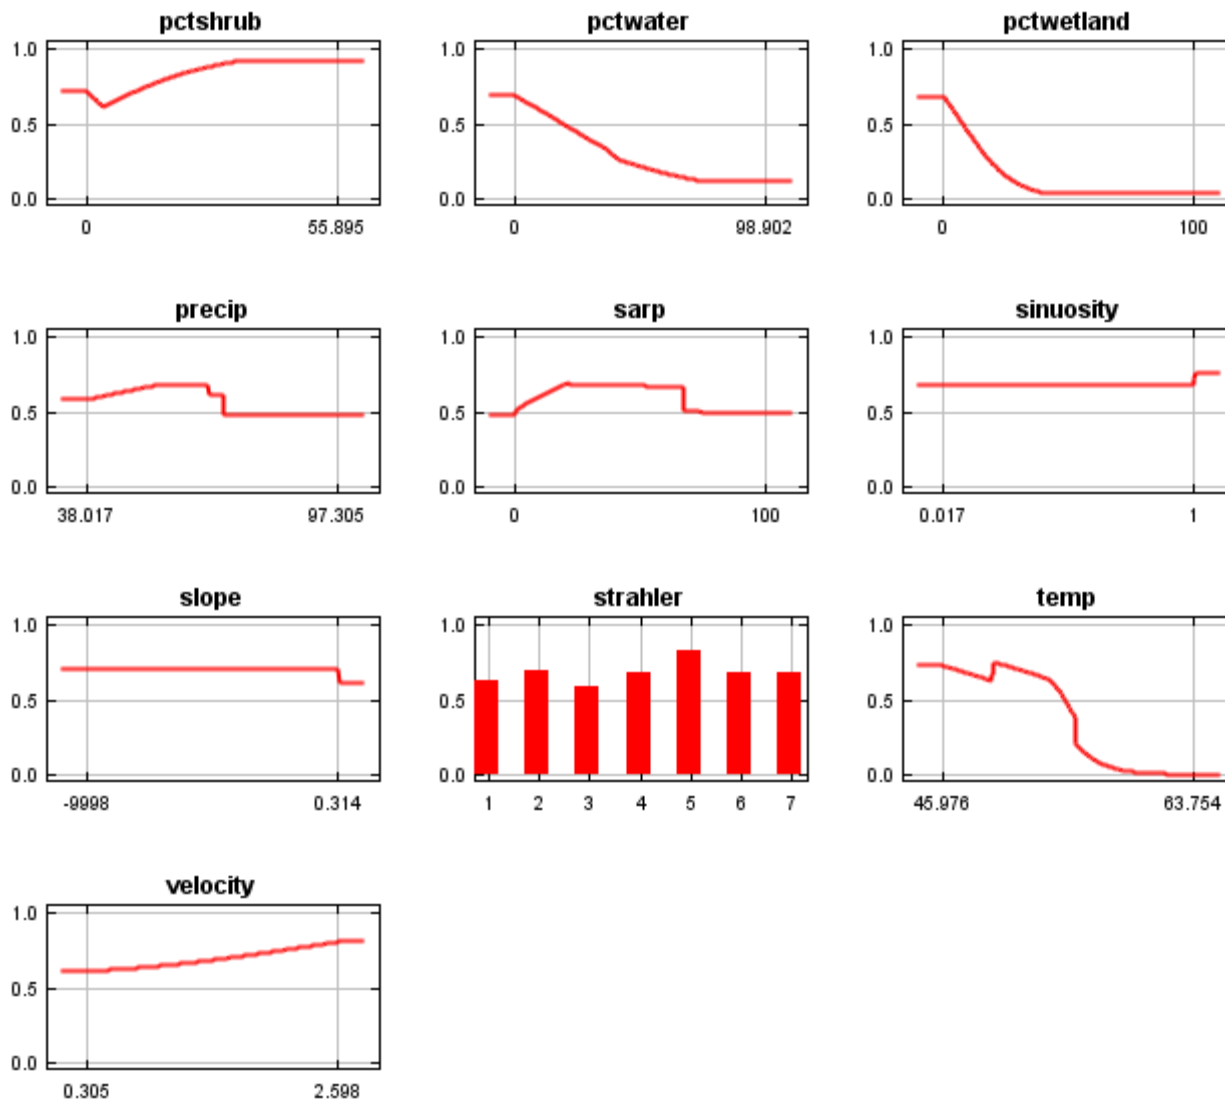 pctshrub pctwater pctwetland
1.0 1.0 1.0
0.5 0.5 0.5
0.0 0.0 0.0
0 55.895 0 98.902 0 100
precip sarp sinuosity
1.0 1.0 1.0
0.5 0.5 0.5
0.0 0.0 0.0
38.017 97.305 0 100 0.017 1
slope strahler temp
1.0 1.0 1.0
0.5 0.5 0.5
0.0 0.0 0.0
-9998 0.314 1 2 3 4 5 6 7 45.976 63.754
velocity
1.0
0.5
0.0
0.305 2.598